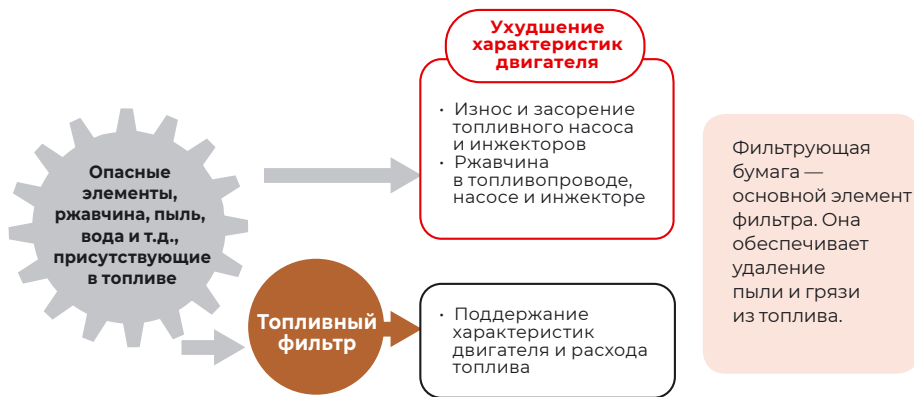 Ухудшение
характеристик
двигателя
· Износ и засорение
топливного насоса
и инжекторов
· Ржавчина
в топливопроводе,
насосе и инжекторе
Опасные
элементы,
ржавчина, пыль,
вода и т.д.,
присутствующие
в топливе
Топливный
фильтр
· Поддержание
характеристик
двигателя и расхода
топлива
Фильтрующая
бумага —
основной элемент
фильтра. Она
обеспечивает
удаление
пыли и грязи
из топлива.